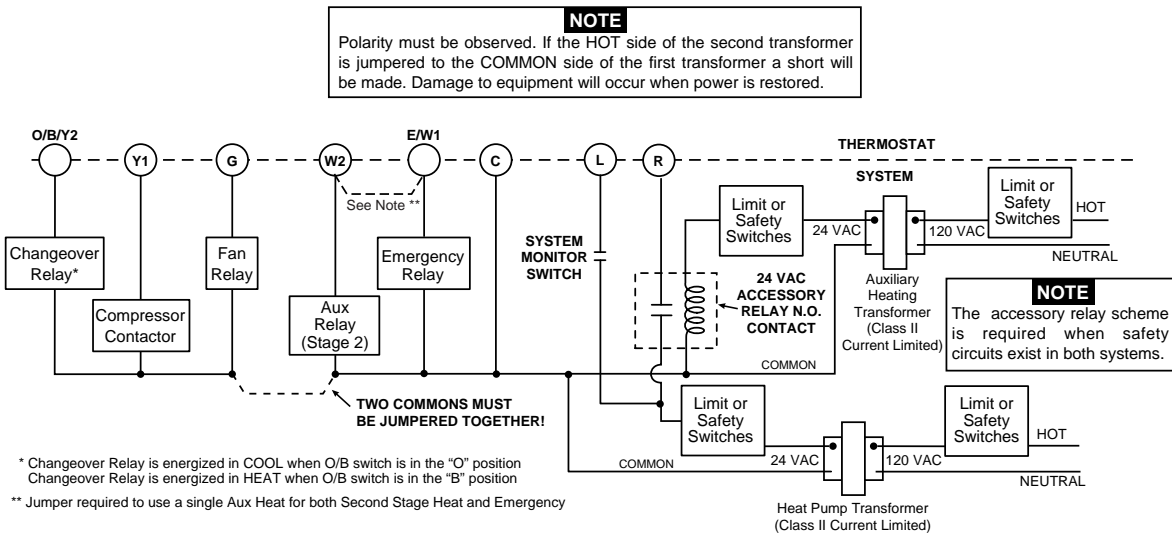 NOTE
Polarity must be observed. If the HOT side of the second transformer
is jumpered to the COMMON side of the first transformer a short will
be made. Damage to equipment will occur when power is restored.
O/B/Y2
Y1
G
W2
E/W1
C
L
R
THERMOSTAT
SYSTEM
See Note **
Changeover
Relay*
Compressor
Contactor
Fan
Relay
Aux
Relay
(Stage 2)
Emergency
Relay
SYSTEM
MONITOR
SWITCH
24 VAC
ACCESSORY
RELAY N.O.
CONTACT
Limit or
Safety
Switches
24 VAC
120 VAC
Limit or
Safety
Switches
HOT
NEUTRAL
Auxiliary
Heating
Transformer
(Class II
Current Limited)
NOTE
The accessory relay scheme
is required when safety
circuits exist in both systems.
COMMON
TWO COMMONS MUST
BE JUMPERED TOGETHER!
Limit or
Safety
Switches
24 VAC
120 VAC
Limit or
Safety
Switches
HOT
NEUTRAL
COMMON
Heat Pump Transformer
(Class II Current Limited)
* Changeover Relay is energized in COOL when O/B switch is in the “O” position
Changeover Relay is energized in HEAT when O/B switch is in the “B” position
** Jumper required to use a single Aux Heat for both Second Stage Heat and Emergency